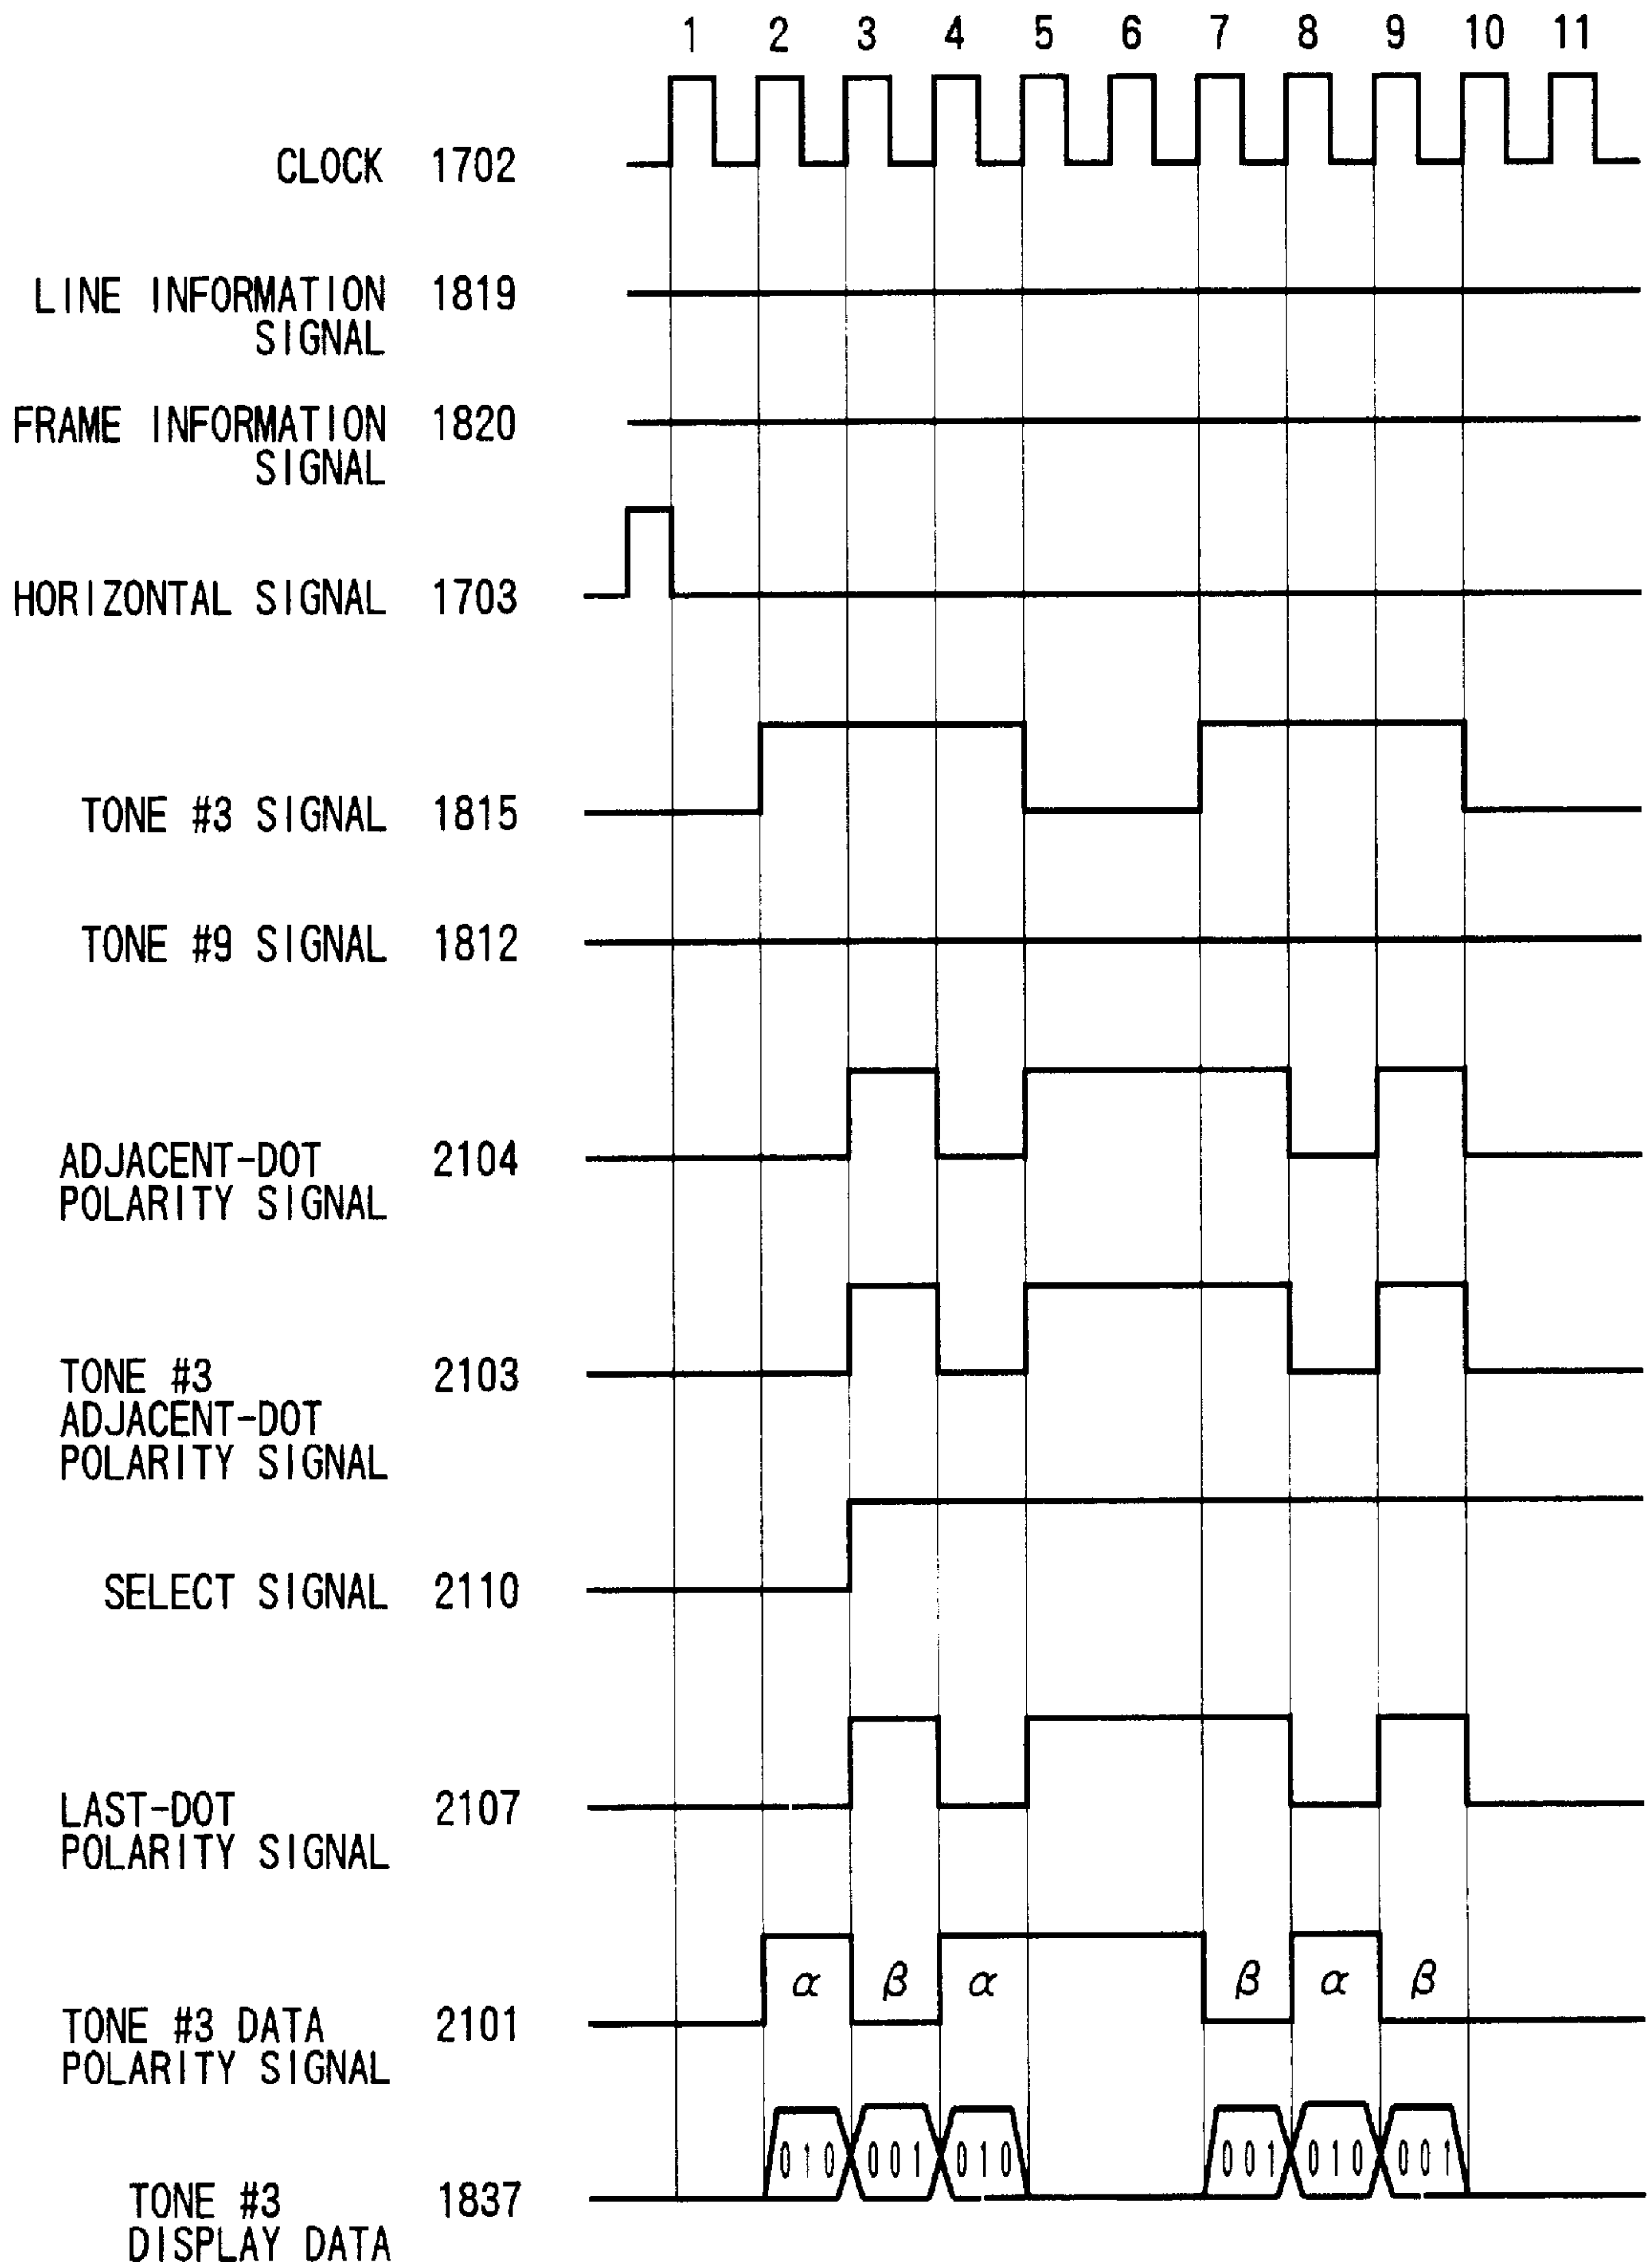 1 2 3 4 5 6 7 8 9 10 11
CLOCK 1702
LINE INFORMATION 1819
SIGNAL
FRAME INFORMATION 1820
SIGNAL
HORIZONTAL SIGNAL 1703
TONE #3 SIGNAL 1815
TONE #9 SIGNAL 1812
ADJACENT-DOT 2104
POLARITY SIGNAL
TONE #3 2103
ADJACENT-DOT
POLARITY SIGNAL
SELECT SIGNAL 2110
LAST-DOT 2107
POLARITY SIGNAL
α β α β α β
TONE #3 DATA 2101
POLARITY SIGNAL
010 001 010 001 010 001
TONE #3 1837
DISPLAY DATA